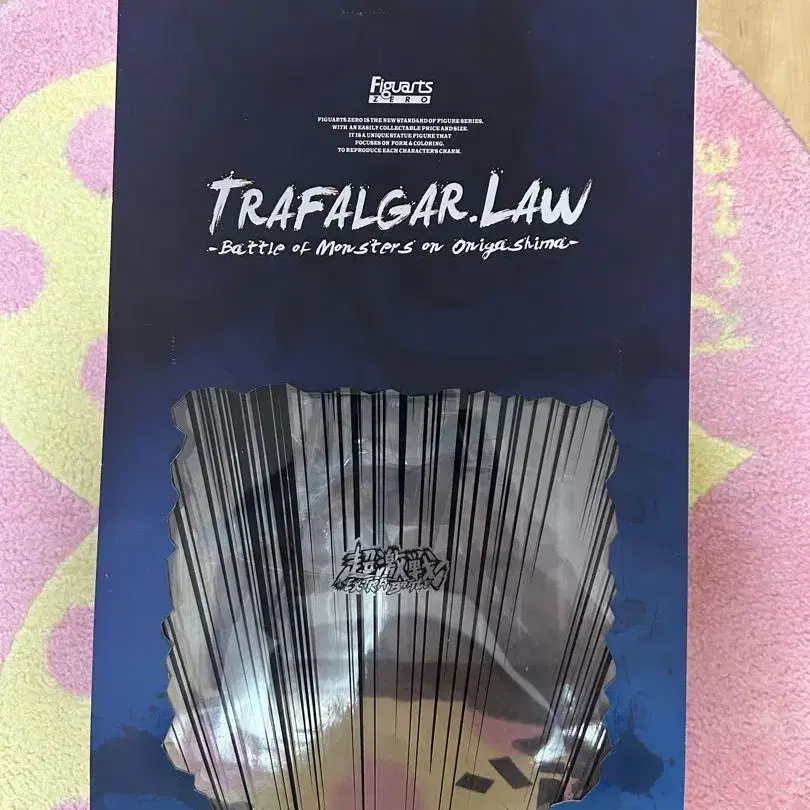 Figuarts
ZERO
FIGUARTS ZERO IS THE NEW STANDARD OF FIGURE SERIES,
WITH AN EASILY COLLECTABLE PRICE AND SIZE.
IT IS A UNIQUE STATUE FIGURE THAT
FOCUSES ON FORM & COLORING,
TO REPRODUCE EACH CHARACTERS CHARM.
TRAFALGAR.LAW
-Battle of Monsters on Onigashima-
超激戦
EXTRA BATTLE